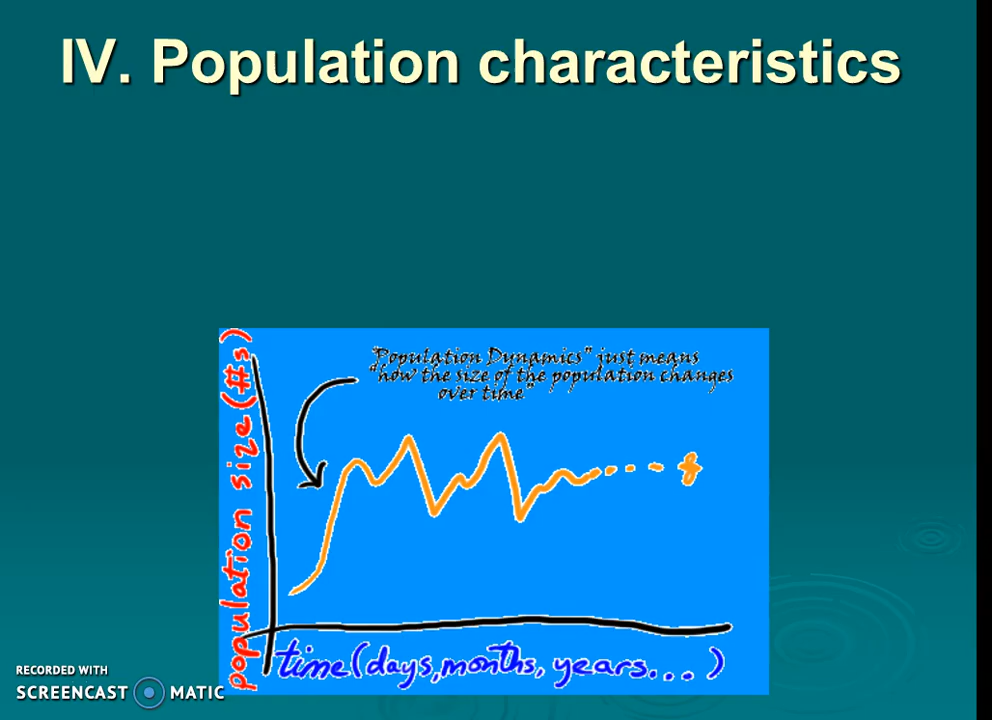 IV. Population characteristics
population size (#s)
"Population Dynamics" just means
"how the size of the population changes
over time"
time (days, months, years...)
RECORDED WITH
SCREENCAST MATIC